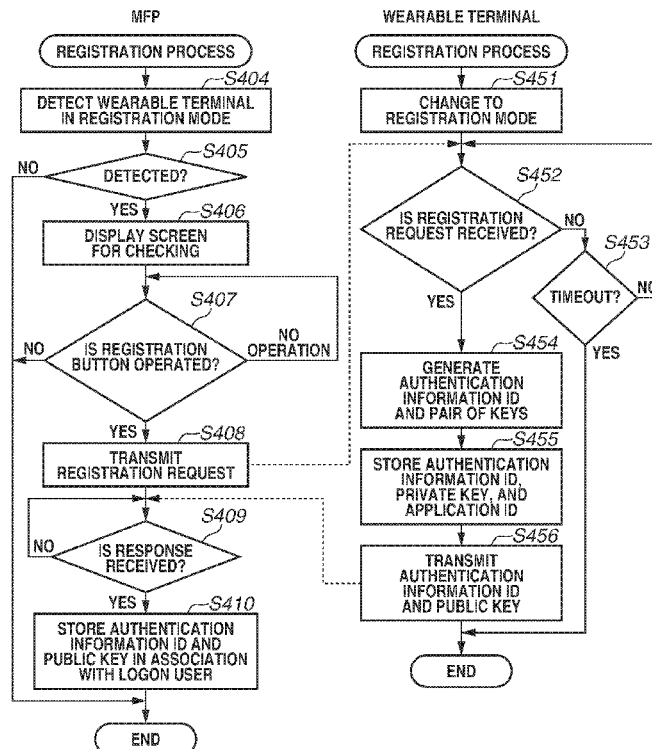 MFP
REGISTRATION PROCESS
S404
DETECT WEARABLE TERMINAL
IN REGISTRATION MODE
S405
DETECTED?
NO
YES
S406
DISPLAY SCREEN
FOR CHECKING
S407
IS REGISTRATION
BUTTON OPERATED?
NO
NO
OPERATION
YES
S408
TRANSMIT
REGISTRATION REQUEST
S409
IS RESPONSE
RECEIVED?
NO
YES
S410
STORE AUTHENTICATION
INFORMATION ID AND
PUBLIC KEY IN ASSOCIATION
WITH LOGON USER
END
WEARABLE TERMINAL
REGISTRATION PROCESS
S451
CHANGE TO
REGISTRATION MODE
S452
IS REGISTRATION
REQUEST RECEIVED?
NO
YES
S453
TIMEOUT?
NO
YES
S454
GENERATE
AUTHENTICATION
INFORMATION ID
AND PAIR OF KEYS
S455
STORE AUTHENTICATION
INFORMATION ID,
PRIVATE KEY, AND
APPLICATION ID
S456
TRANSMIT
AUTHENTICATION
INFORMATION ID
AND PUBLIC KEY
END